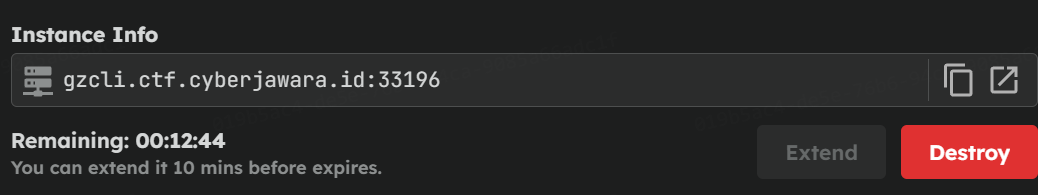 Instance Info
gzcli.ctf.cyberjawara.id:33196
Remaining: 00:12:44
You can extend it 10 mins before expires.
Extend
Destroy